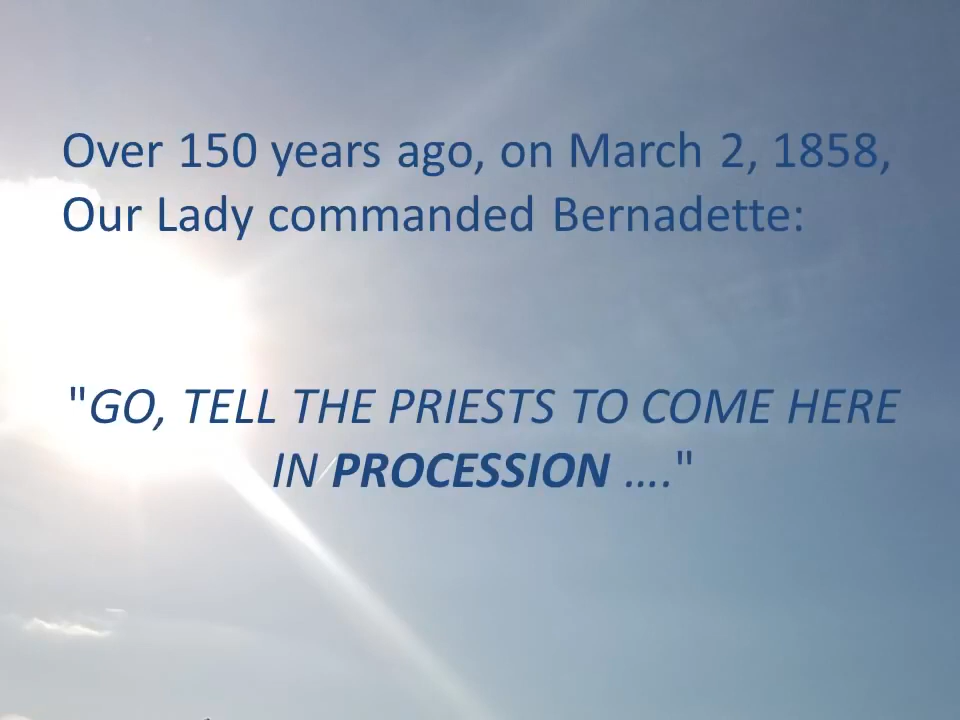 Over 150 years ago, on March 2, 1858,
Our Lady commanded Bernadette:
"GO, TELL THE PRIESTS TO COME HERE
IN PROCESSION …."